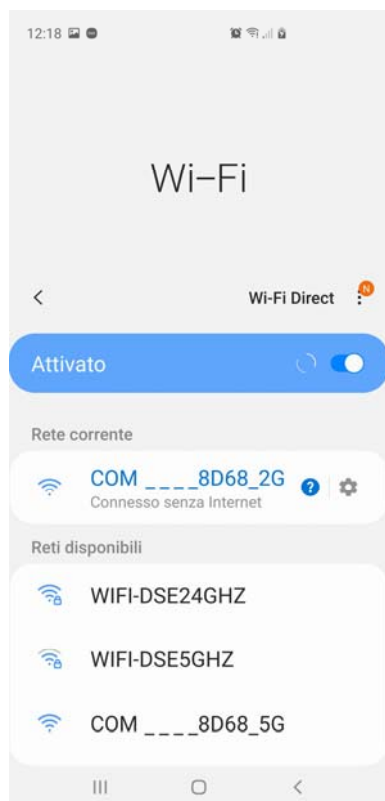 12:18
Wi-Fi
Wi-Fi Direct N
Attivato
Rete corrente
COM ____8D68_2G
Connesso senza Internet
Reti disponibili
WIFI-DSE24GHZ
WIFI-DSE5GHZ
COM ____8D68_5G